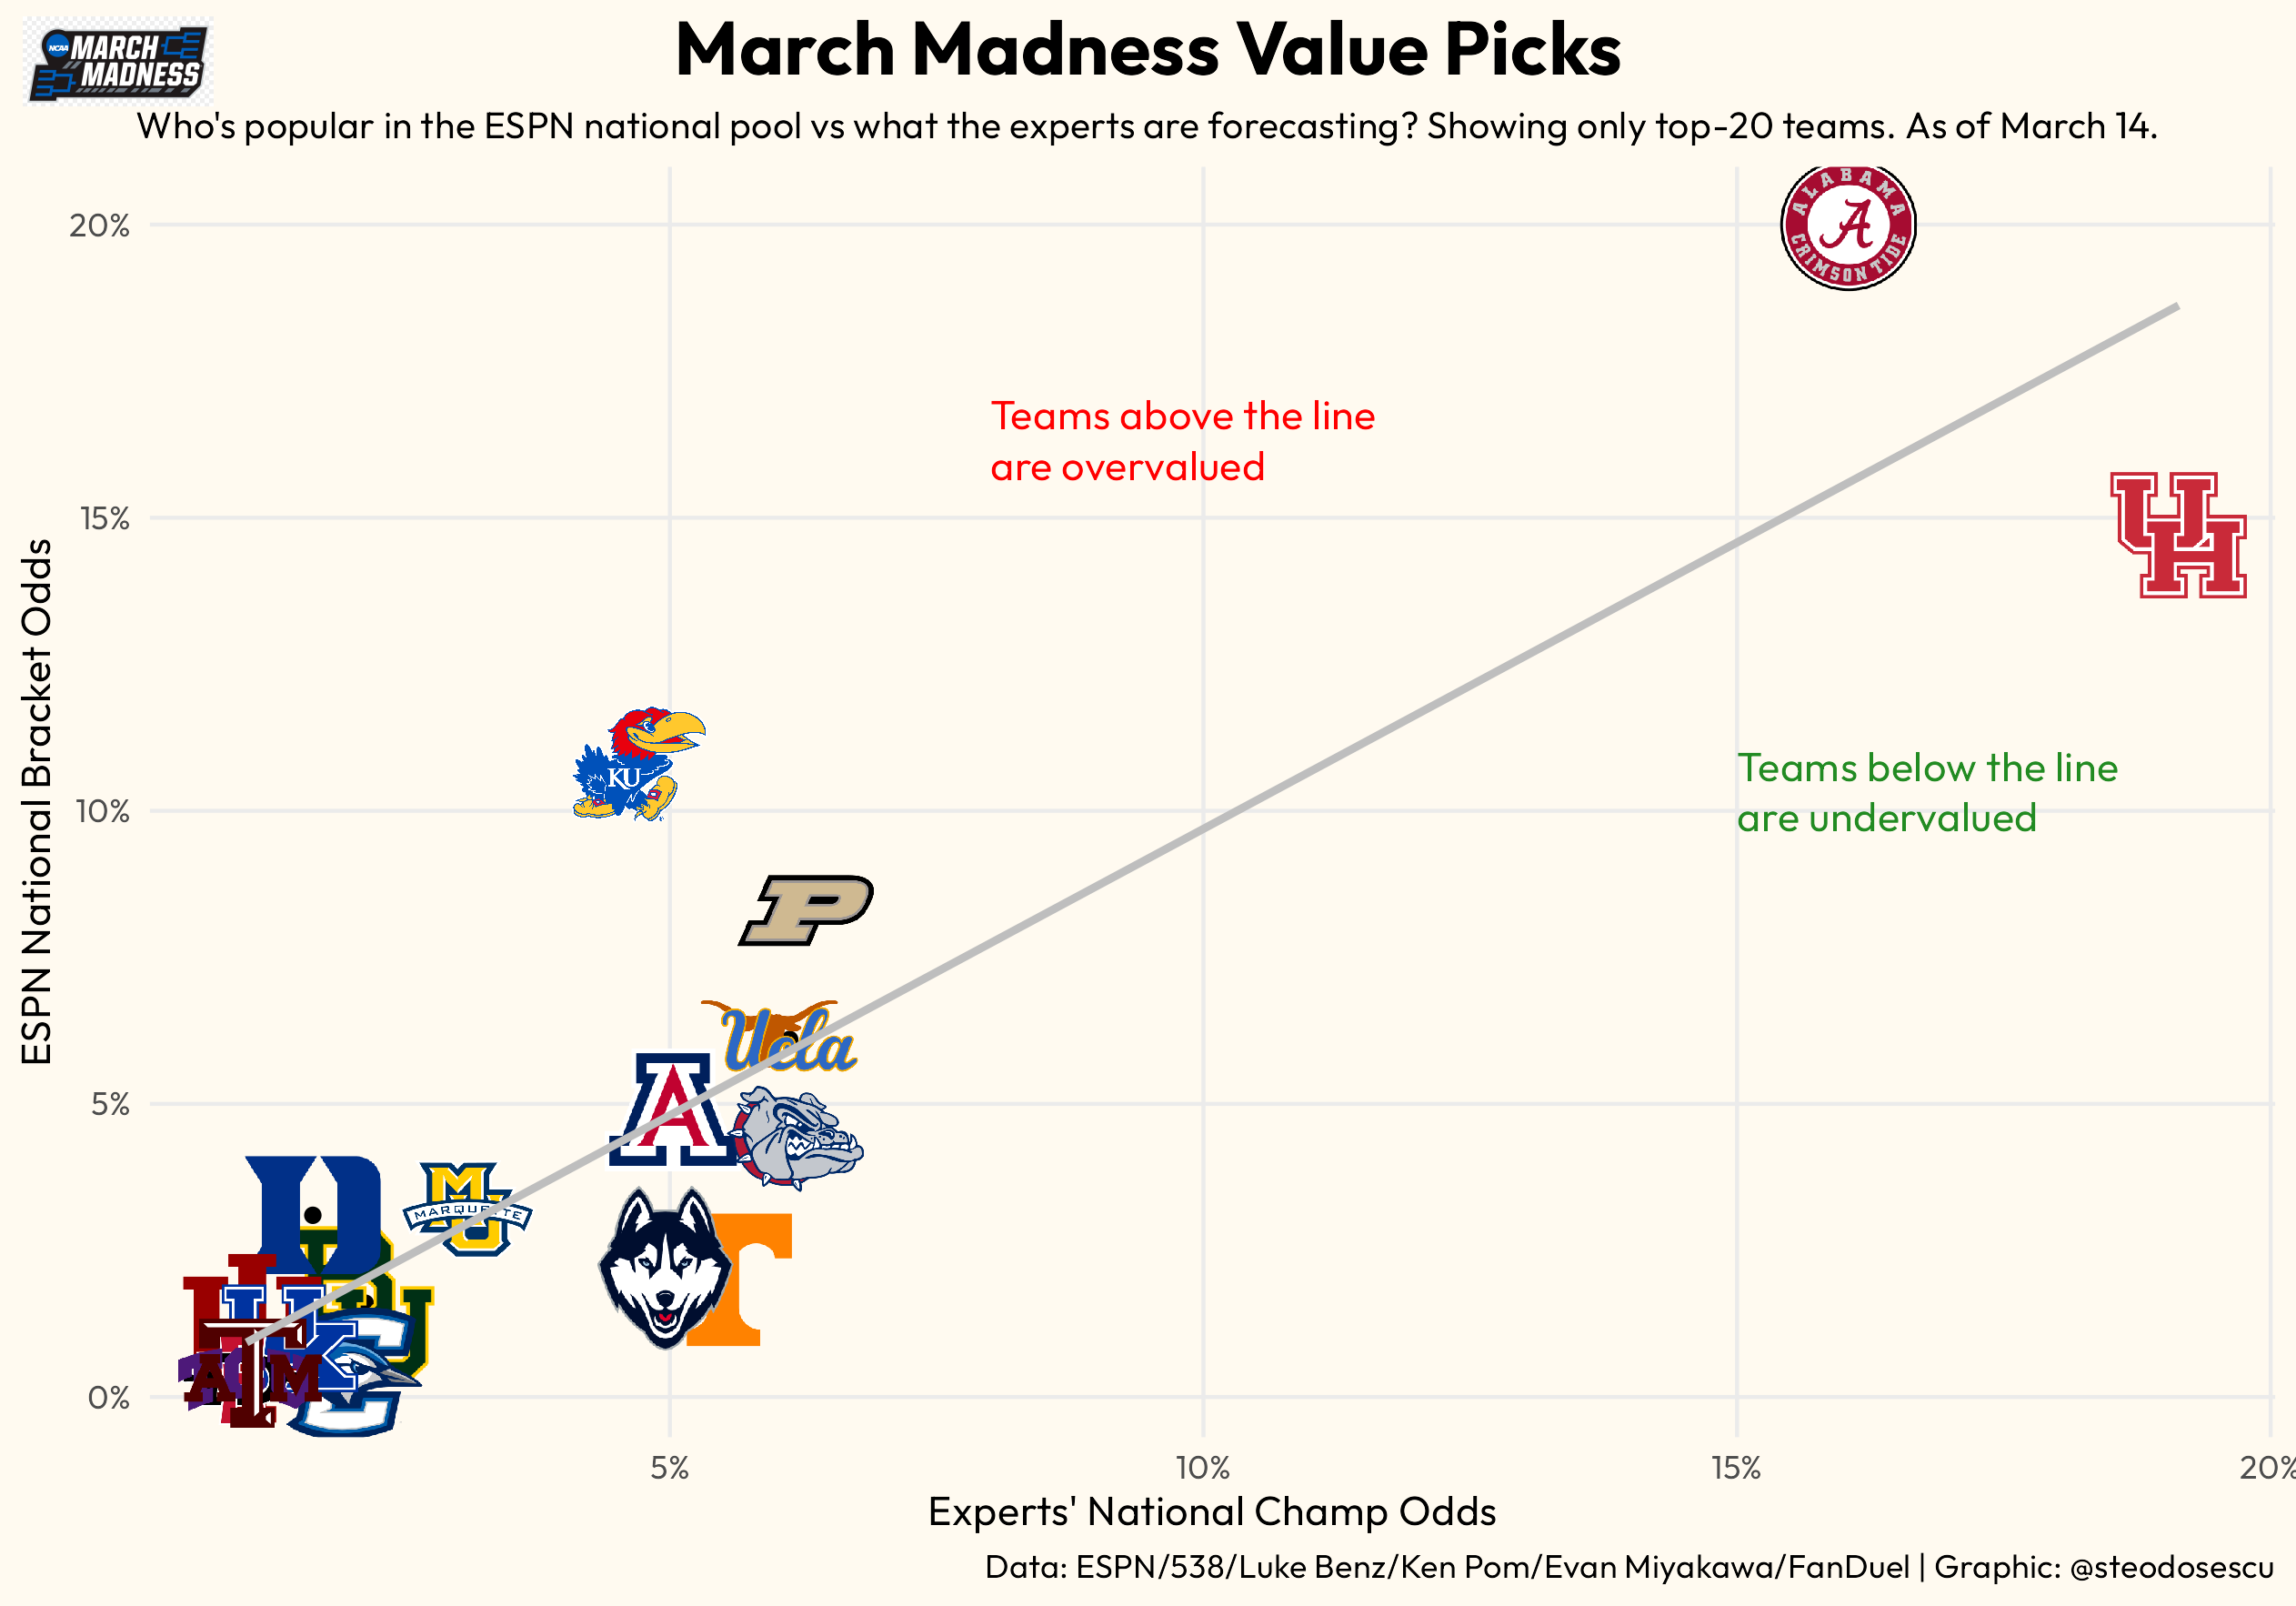 NCAA MARCH
MADNESS
March Madness Value Picks
Who's popular in the ESPN national pool vs what the experts are forecasting? Showing only top-20 teams. As of March 14.
20%
ALABAMA
A
CRIMSON TIDE
Teams above the line
are overvalued
15%
UH
ESPN National Bracket Odds
KU
Teams below the line
are undervalued
10%
P
Ucla
A
5%
D
MU
MARQUETTE
T
0%
5%
10%
15%
20%
Experts' National Champ Odds
Data: ESPN/538/Luke Benz/Ken Pom/Evan Miyakawa/FanDuel | Graphic: @steodosescu